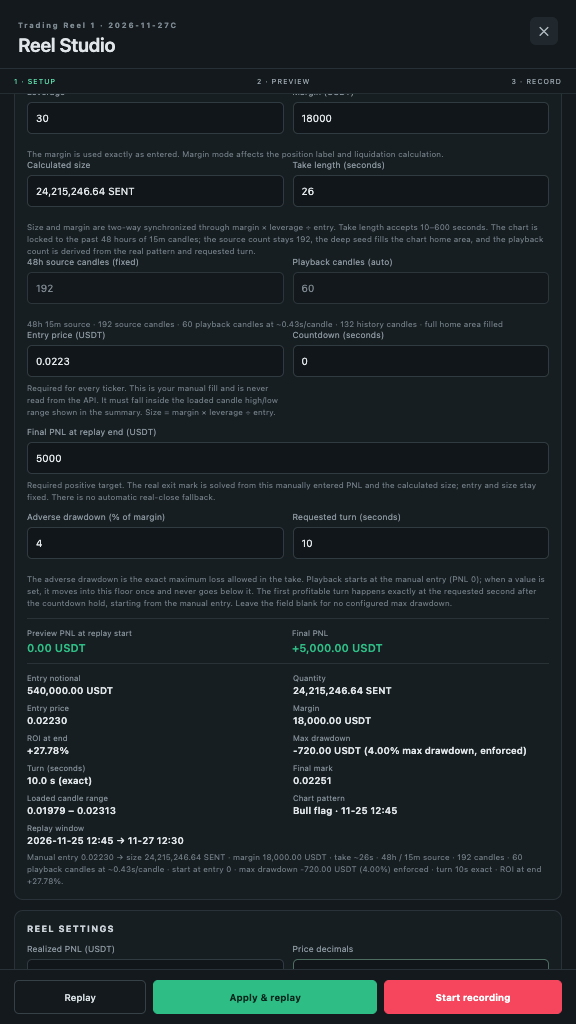 Trading Reel 1 · 2026-11-27C
Reel Studio
1 · SETUP
2 · PREVIEW
3 · RECORD
30
18000
The margin is used exactly as entered. Margin mode affects the position label and liquidation calculation.
Calculated size
Take length (seconds)
24,215,246.64 SENT
26
Size and margin are two-way synchronized through margin × leverage ÷ entry. Take length accepts 10–600 seconds. The chart is
locked to the past 48 hours of 15m candles; the source count stays 192, the deep seed fills the chart home area, and the playback
count is derived from the real pattern and requested turn.
48h source candles (fixed)
Playback candles (auto)
192
60
48h 15m source · 192 source candles · 60 playback candles at ~0.43s/candle · 132 history candles · full home area filled
Entry price (USDT)
Countdown (seconds)
0.0223
0
Required for every ticker. This is your manual fill and is never
read from the API. It must fall inside the loaded candle high/low
range shown in the summary. Size = margin × leverage ÷ entry.
Final PNL at replay end (USDT)
5000
Required positive target. The real exit mark is solved from this manually entered PNL and the calculated size; entry and size stay
fixed. There is no automatic real-close fallback.
Adverse drawdown (% of margin)
Requested turn (seconds)
4
10
The adverse drawdown is the exact maximum loss allowed in the take. Playback starts at the manual entry (PNL 0); when a value is
set, it moves into this floor once and never goes below it. The first profitable turn happens exactly at the requested second after
the countdown hold, starting from the manual entry. Leave the field blank for no configured max drawdown.
Preview PNL at replay start
Final PNL
0.00 USDT
+5,000.00 USDT
Entry notional
Quantity
540,000.00 USDT
24,215,246.64 SENT
Entry price
Margin
0.02230
18,000.00 USDT
ROI at end
Max drawdown
+27.78%
-720.00 USDT (4.00% max drawdown, enforced)
Turn (seconds)
Final mark
10.0 s (exact)
0.02251
Loaded candle range
Chart pattern
0.01979 – 0.02313
Bull flag · 11-25 12:45
Replay window
2026-11-25 12:45 → 11-27 12:30
Manual entry 0.02230 → size 24,215,246.64 SENT · margin 18,000.00 USDT · take ~26s · 48h / 15m source · 192 candles · 60
playback candles at ~0.43s/candle · start at entry 0 · max drawdown -720.00 USDT (4.00%) enforced · turn 10s exact · ROI at end
+27.78%.
REEL SETTINGS
Realized PNL (USDT)
Price decimals
Replay
Apply & replay
Start recording